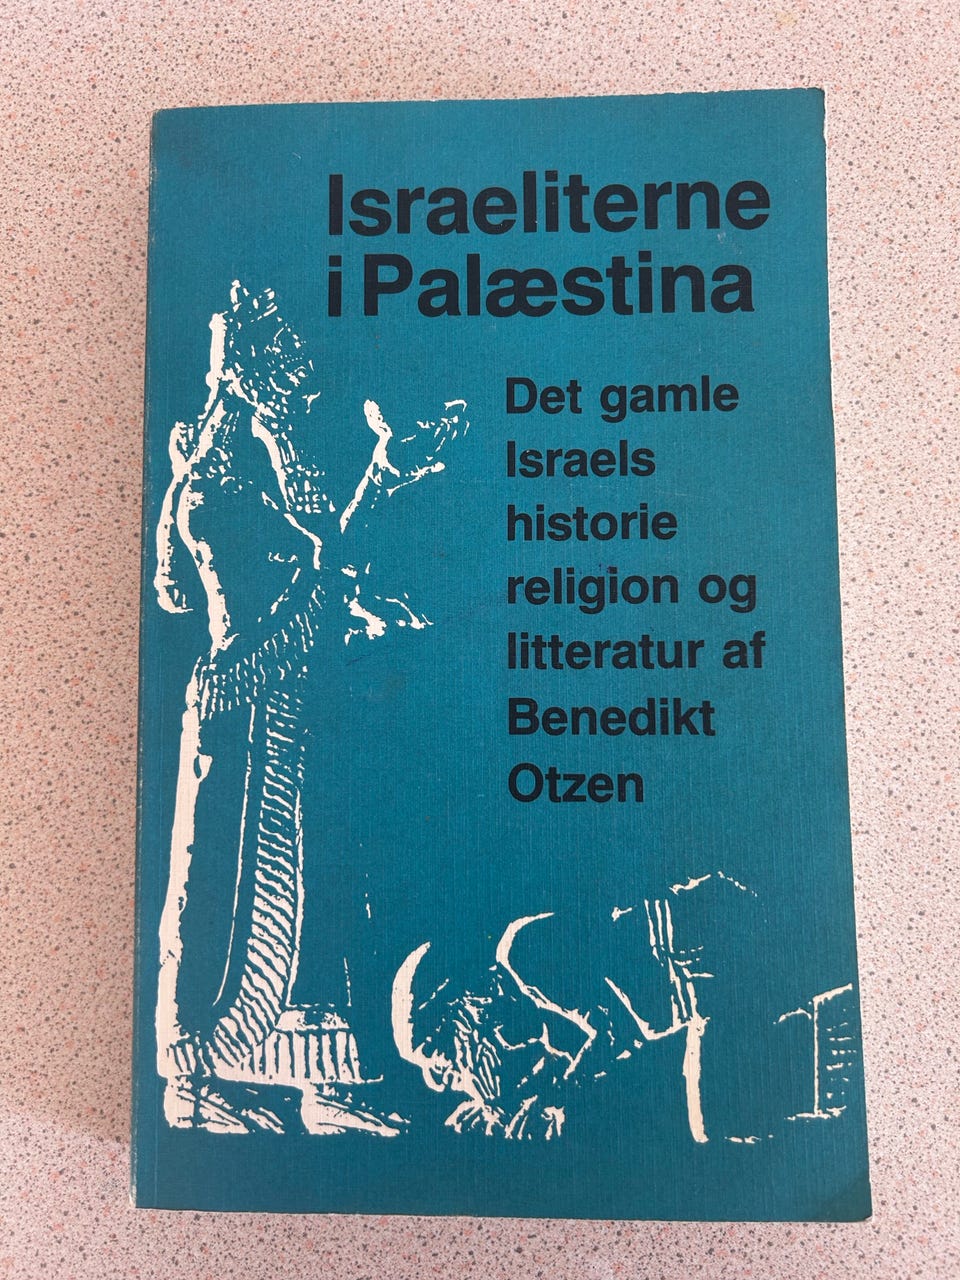 Israeliterne
i Palæstina
Det gamle
Israels
historie
religion og
litteratur af
Benedikt
Otzen